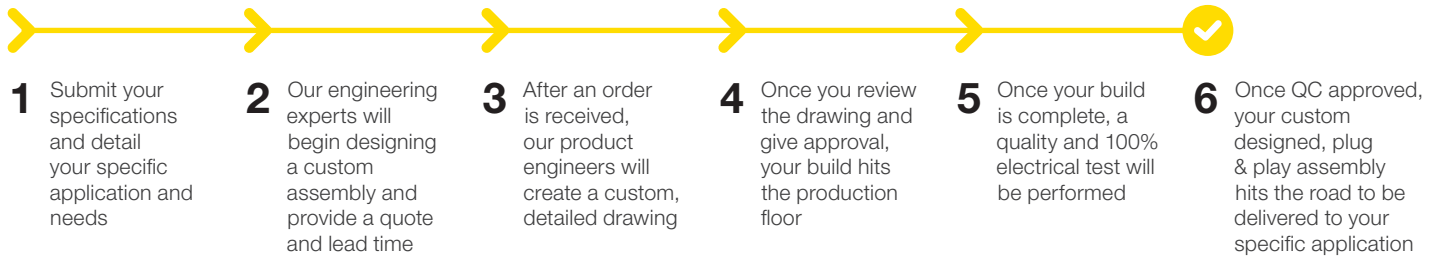 1
Submit your
specifications
and detail
your specific
application and
needs
2
Our engineering
experts will
begin designing
a custom
assembly and
provide a quote
and lead time
3
After an order
is received,
our product
engineers will
create a custom,
detailed drawing
4
Once you review
the drawing and
give approval,
your build hits
the production
floor
5
Once your build
is complete, a
quality and 100%
electrical test will
be performed
6
Once QC approved,
your custom
designed, plug
& play assembly
hits the road to be
delivered to your
specific application